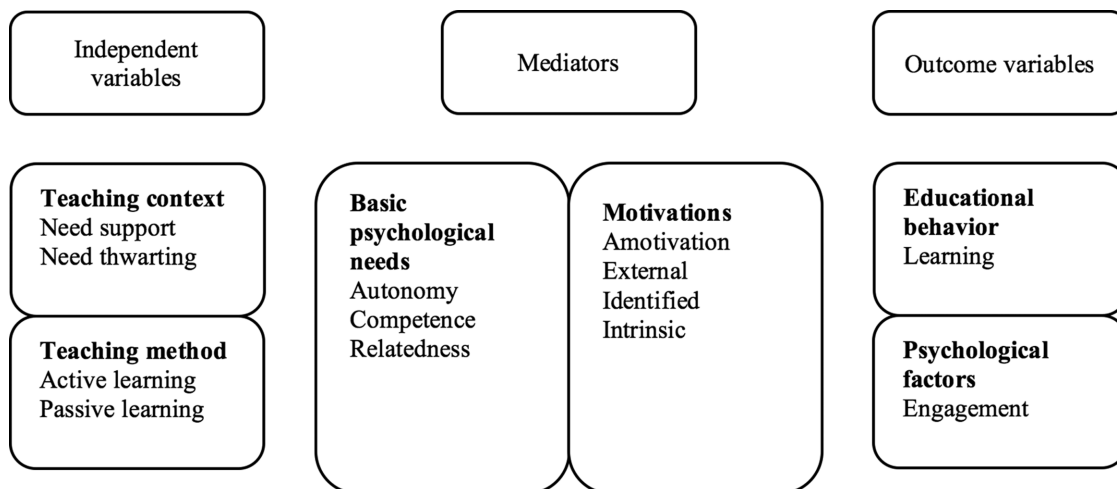 Independent
variables
Mediators
Outcome variables
Teaching context
Need support
Need thwarting
Teaching method
Active learning
Passive learning
Basic
psychological
needs
Autonomy
Competence
Relatedness
Motivations
Amotivation
External
Identified
Intrinsic
Educational
behavior
Learning
Psychological
factors
Engagement